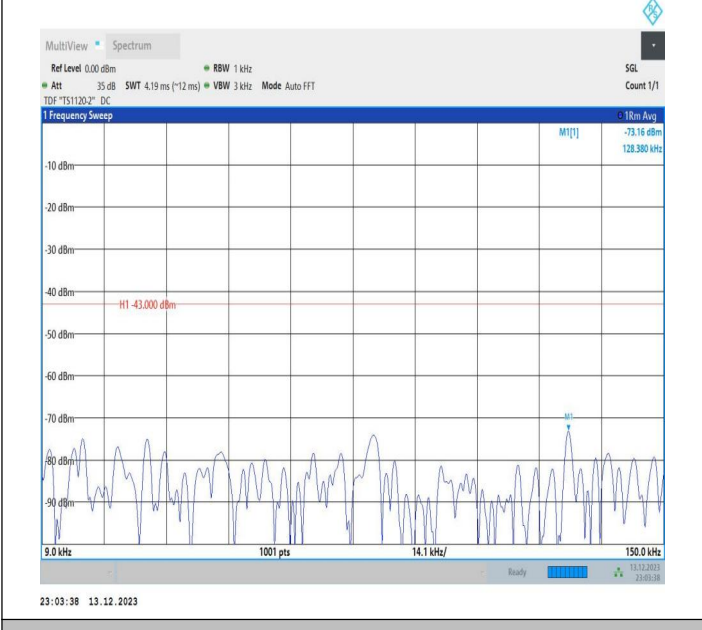 MultiView Spectrum
Ref Level 0.00 dBm RBW 1 kHz SGL
Att 35 dB SWT 4.19 ms (~12 ms) VBW 3 kHz Mode Auto FFT Count 1/1
TDF "TS1120-2" DC
1 Frequency Sweep 1Rm Avg
M1[1] -73.16 dBm
128.380 kHz
-10 dBm
-20 dBm
-30 dBm
-40 dBm
H1 -43.000 dBm
-50 dBm
-60 dBm
-70 dBm
M1
-80 dBm
-90 dBm
9.0 kHz 1001 pts 14.1 kHz/ 150.0 kHz
Ready 13.12.2023
23:03:38
23:03:38 13.12.2023